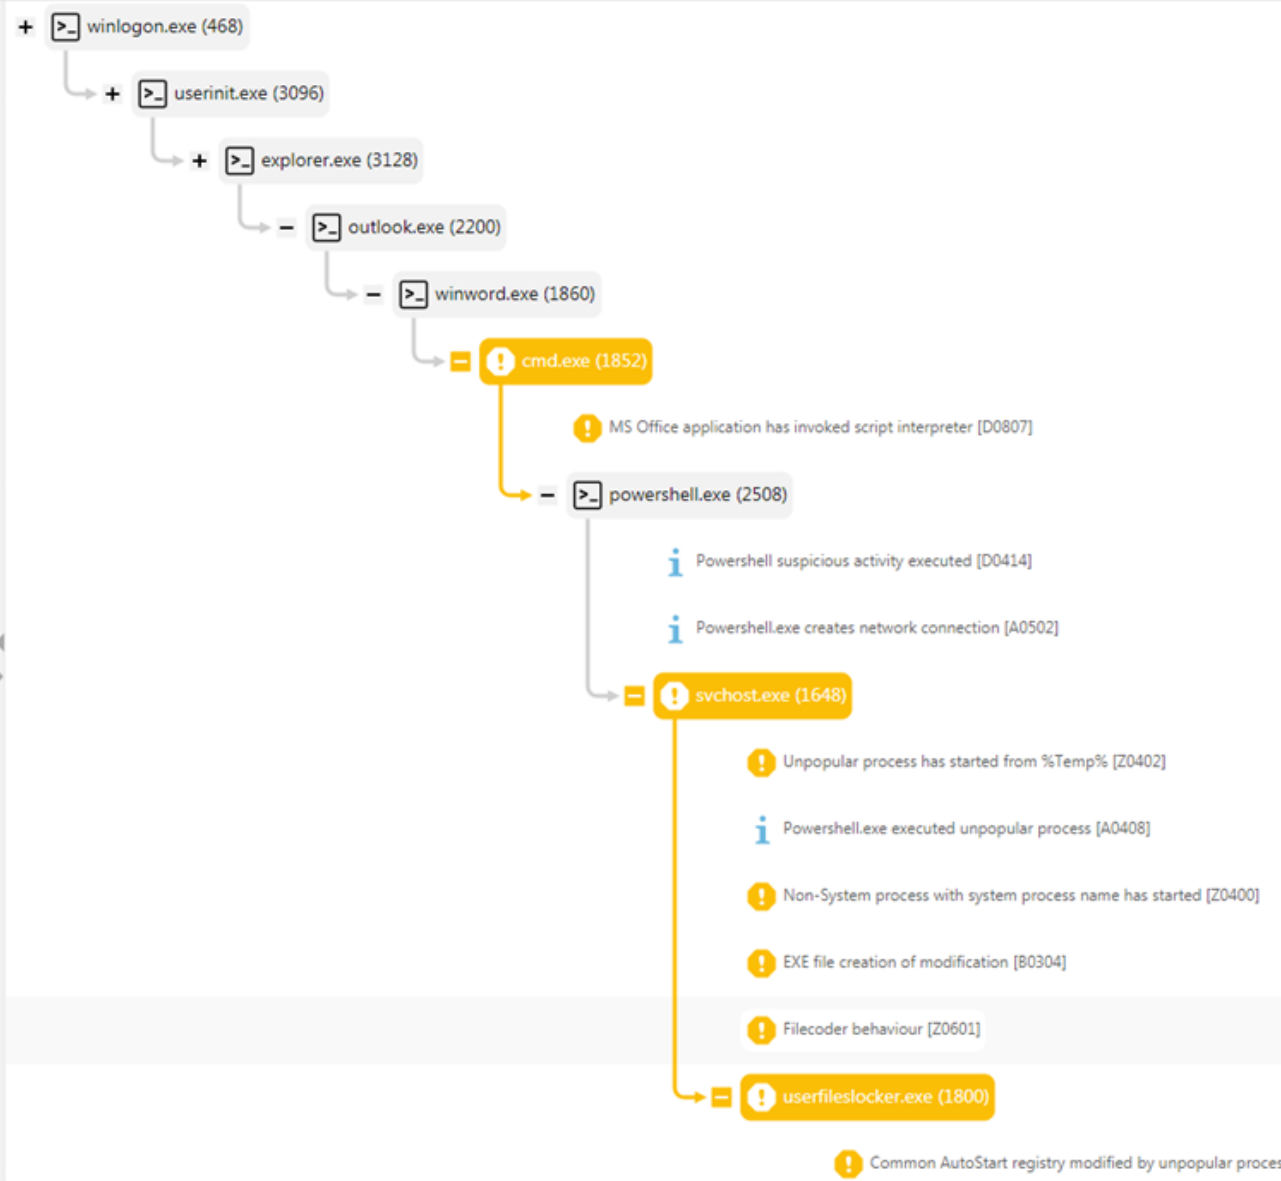 winlogon.exe (468)
userinit.exe (3096)
explorer.exe (3128)
outlook.exe (2200)
winword.exe (1860)
cmd.exe (1852)
MS Office application has invoked script interpreter [D0807]
powershell.exe (2508)
Powershell suspicious activity executed [D0414]
Powershell.exe creates network connection [A0502]
svchost.exe (1648)
Unpopular process has started from %Temp% [Z0402]
Powershell.exe executed unpopular process [A0408]
Non-System process with system process name has started [Z0400]
EXE file creation of modification [B0304]
Filecoder behaviour [Z0601]
userfileslocker.exe (1800)
Common AutoStart registry modified by unpopular proces